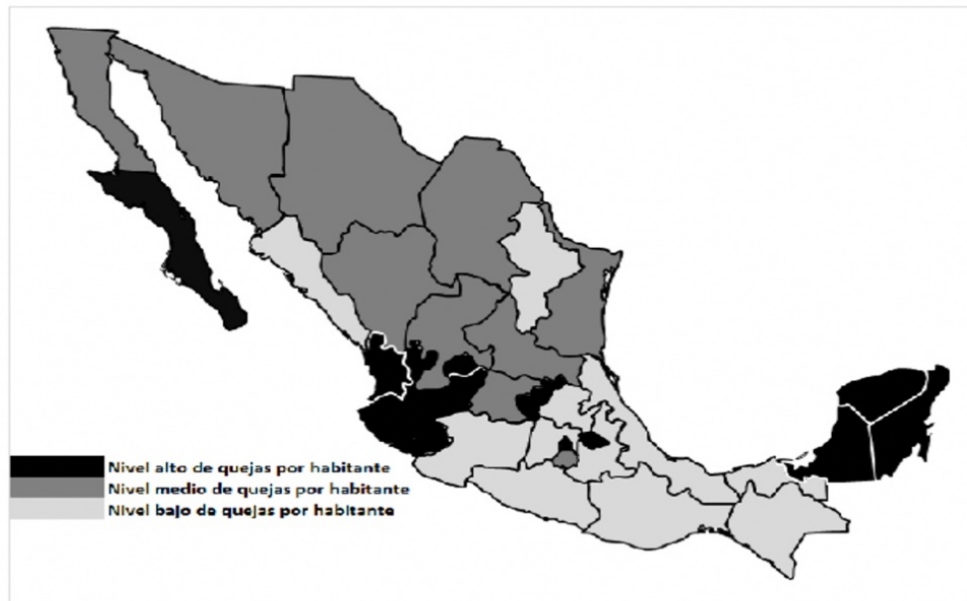 Nivel alto de quejas por habitante
Nivel medio de quejas por habitante
Nivel bajo de quejas por habitante